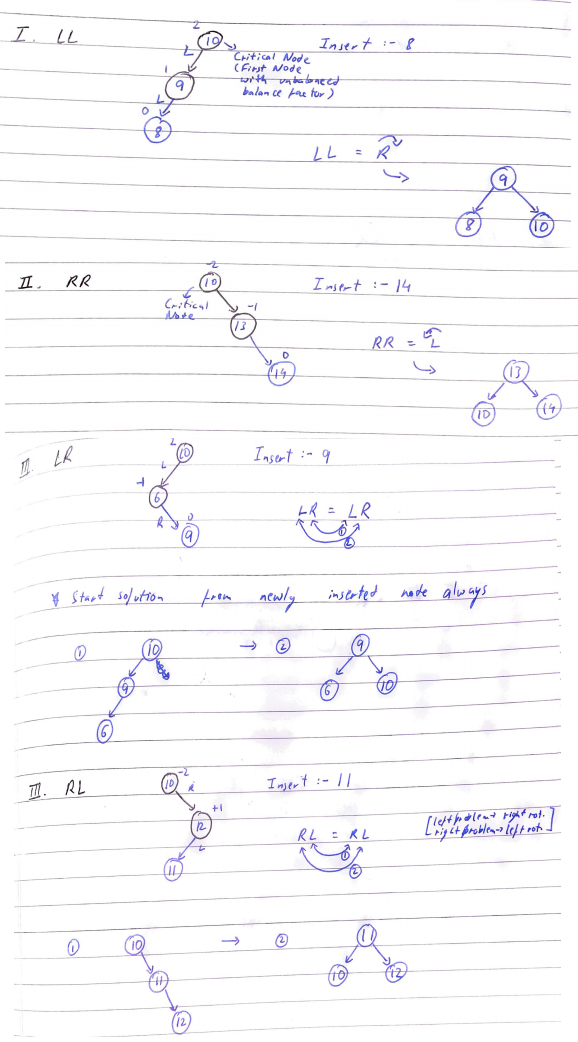 I. LL
2
10
Insert :- 8
L
Critical Node
(First Node
with unbalanced
balance factor)
1
9
L
0
8
LL = R
9
8 10
II. RR
-2
10
Insert :- 14
Critical
Node
-1
13
0
14
RR = L
13
10 14
III. LR
2
10
Insert :- 9
L
-1
6
R
0
9
LR = LR
①
②
* Start solution from newly inserted node always
① 10 → ② 9
9
6 10
6
III. RL
10 -2
R
Insert :- 11
+1
12
L
11
RL = RL
①
②
[left problem → right rot.
right problem → left rot.]
① 10 → ② 11
11
10 12
12